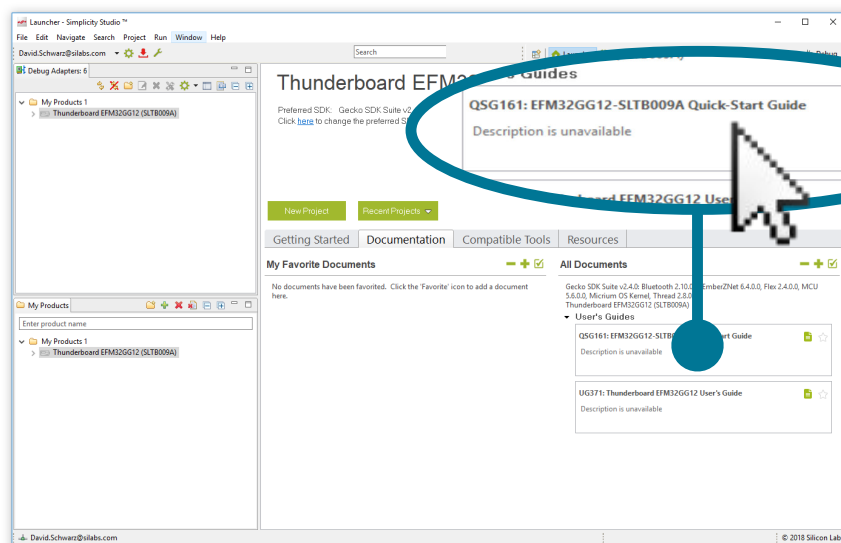 Launcher - Simplicity Studio ™
File Edit Navigate Search Project Run Window Help
David.Schwarz@silabs.com
Search
Debug Adapters: 6
My Products 1
Thunderboard EFM32GG12 (SLTB009A)
My Products
Enter product name
My Products 1
Thunderboard EFM32GG12 (SLTB009A)
Thunderboard EFM
Preferred SDK: Gecko SDK Suite
Click here to change the preferred
Guides
QSG161: EFM32GG12-SLTB009A Quick-Start Guide
Description is unavailable
EFM32GG12
New Project
Recent Projects
Getting Started Documentation Compatible Tools Resources
My Favorite Documents
No documents have been favorited. Click the 'Favorite' icon to add a document
here.
All Documents
Gecko SDK Suite v2.4.0: Bluetooth 2.10.0 EmberZNet 6.4.0.0, Flex 2.4.0.0, MCU
5.6.0.0, Micrium OS Kernel, Thread 2.8.0
Thunderboard EFM32GG12 (SLTB009A)
User's Guides
QSG161: EFM32GG12-SLTB Guide
Description is unavailable
UG371: Thunderboard EFM32GG12 User's Guide
Description is unavailable
David.Schwarz@silabs.com
© 2018 Silicon Lab